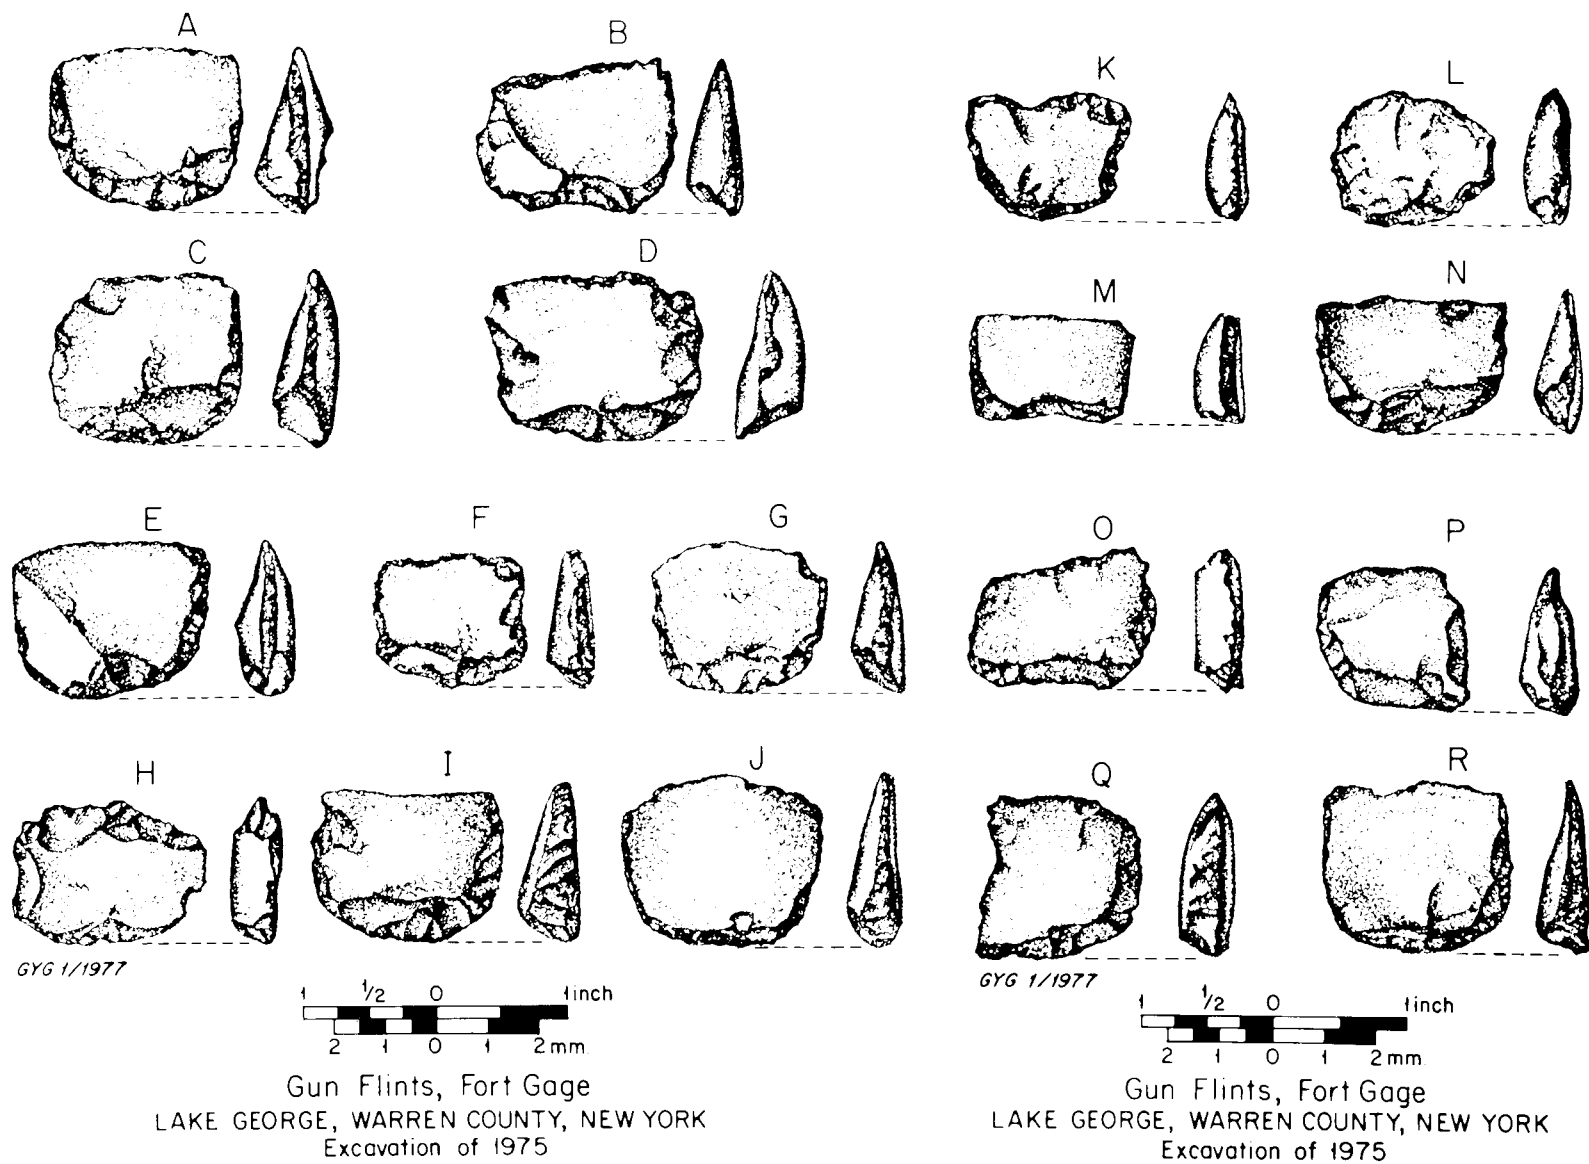 A
B
C
D
E
F
G
H
I
J
GYG 1/1977
1 1/2 0 1 inch
2 1 0 1 2 mm.
Gun Flints, Fort Gage
LAKE GEORGE, WARREN COUNTY, NEW YORK
Excavation of 1975
K
L
M
N
O
P
Q
R
GYG 1/1977
1 1/2 0 1 inch
2 1 0 1 2 mm.
Gun Flints, Fort Gage
LAKE GEORGE, WARREN COUNTY, NEW YORK
Excavation of 1975